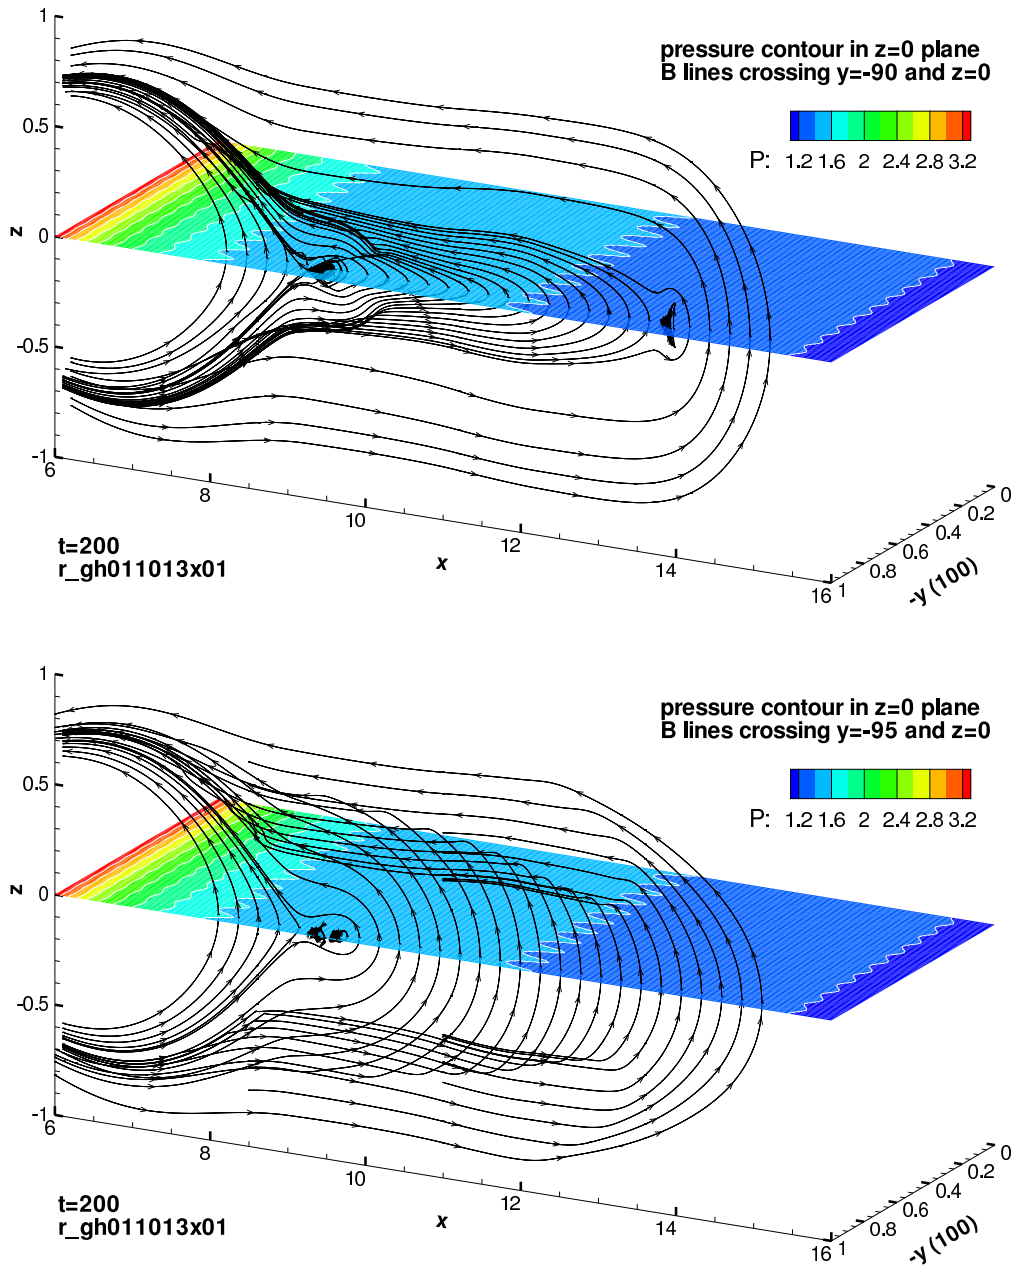 pressure contour in z=0 plane
B lines crossing y=-90 and z=0
P: 1.2 1.6 2 2.4 2.8 3.2
1
0.5
0
-0.5
-1
z
6
8
10
12
14
16
x
0
0.2
0.4
0.6
0.8
1
-y (100)
t=200
r_gh011013x01
pressure contour in z=0 plane
B lines crossing y=-95 and z=0
P: 1.2 1.6 2 2.4 2.8 3.2
1
0.5
0
-0.5
-1
z
6
8
10
12
14
16
x
0
0.2
0.4
0.6
0.8
1
-y (100)
t=200
r_gh011013x01